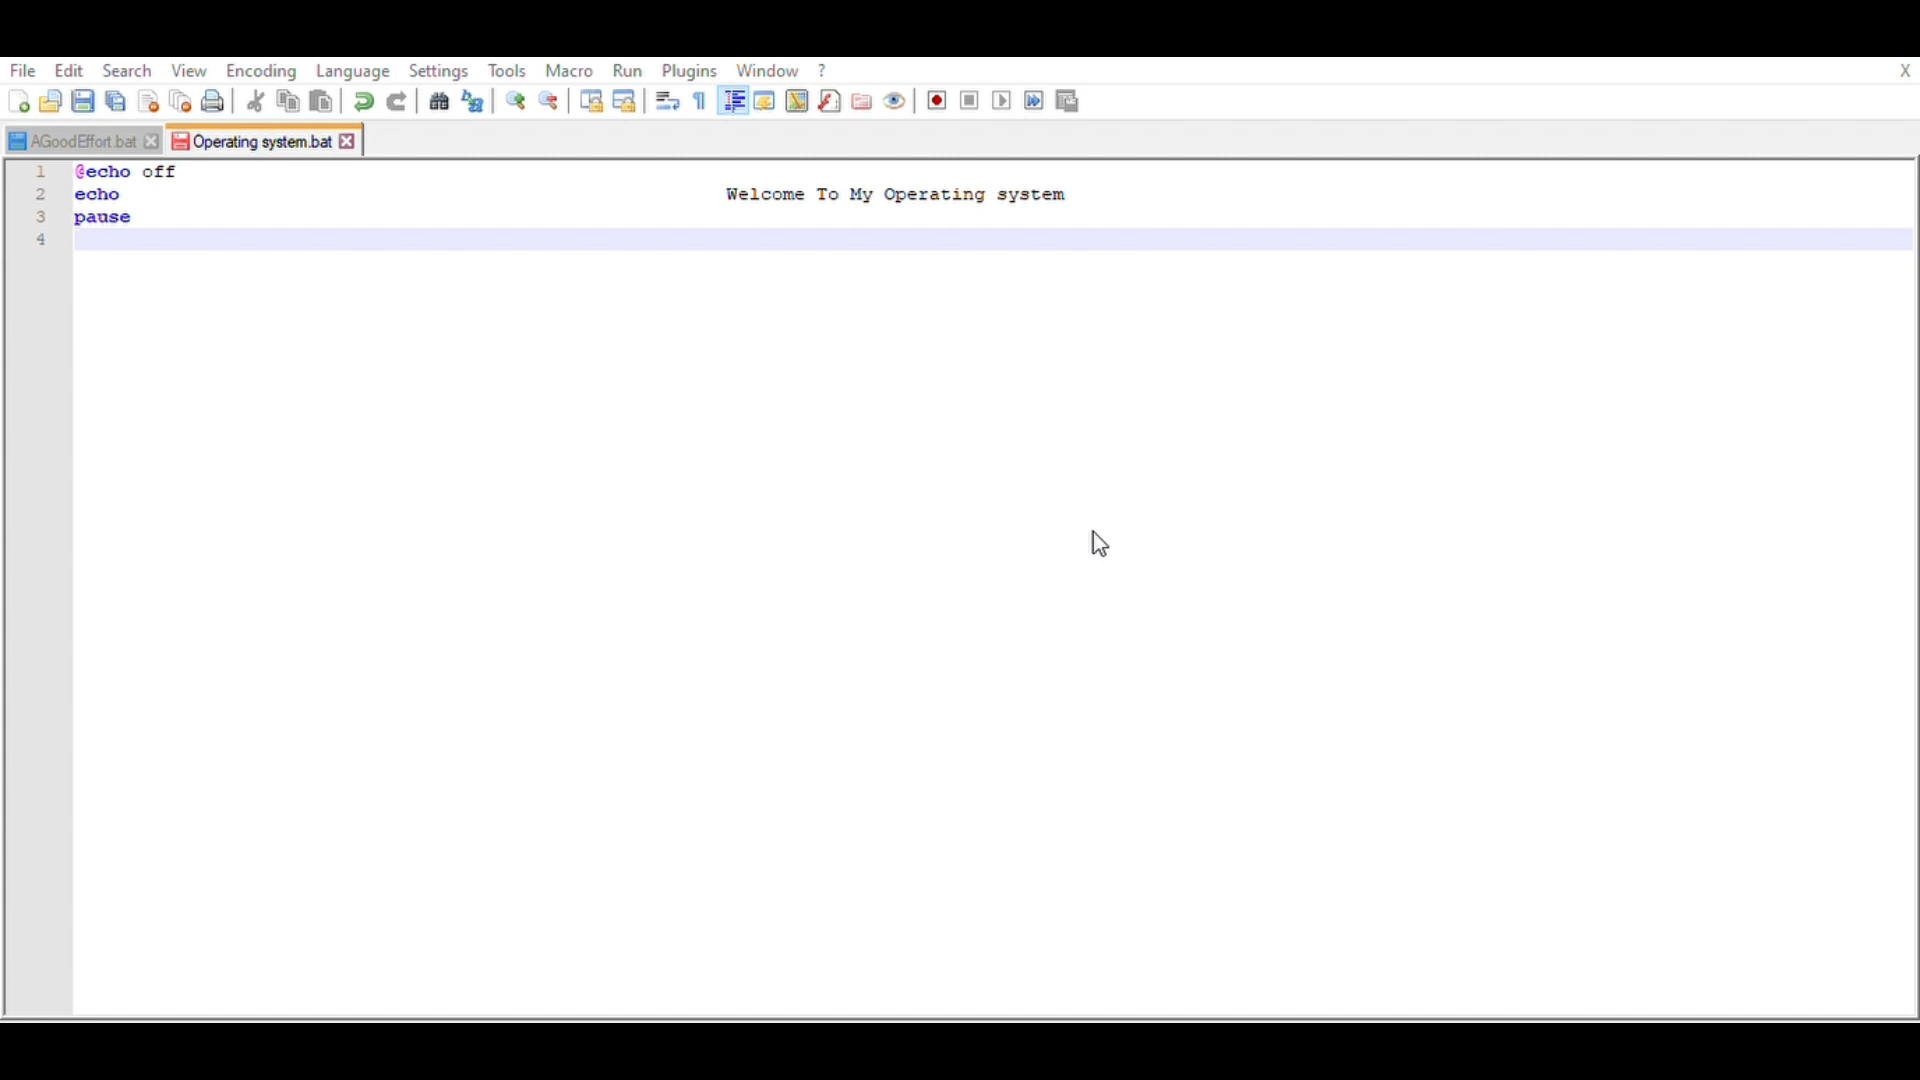 File Edit Search View Encoding Language Settings Tools Macro Run Plugins Window ? X
AGoodEffort.bat Operating system.bat
1 @echo off
2 echo Welcome To My Operating system
3 pause
4